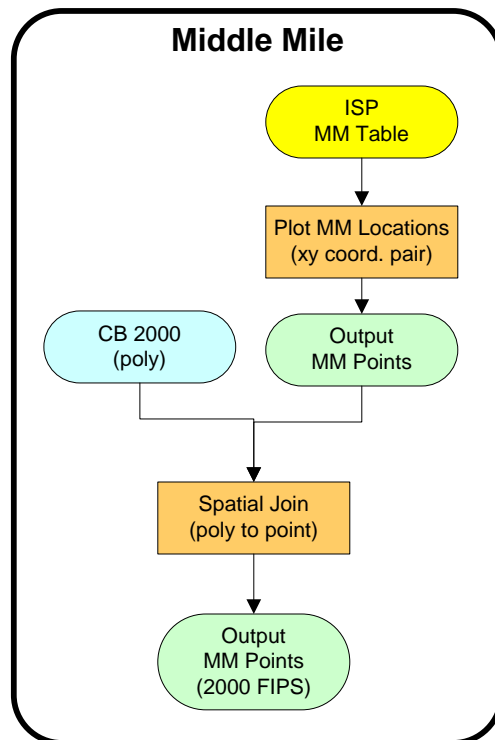 Middle Mile
ISP
MM Table
Plot MM Locations
(xy coord. pair)
CB 2000
(poly)
Output
MM Points
Spatial Join
(poly to point)
Output
MM Points
(2000 FIPS)